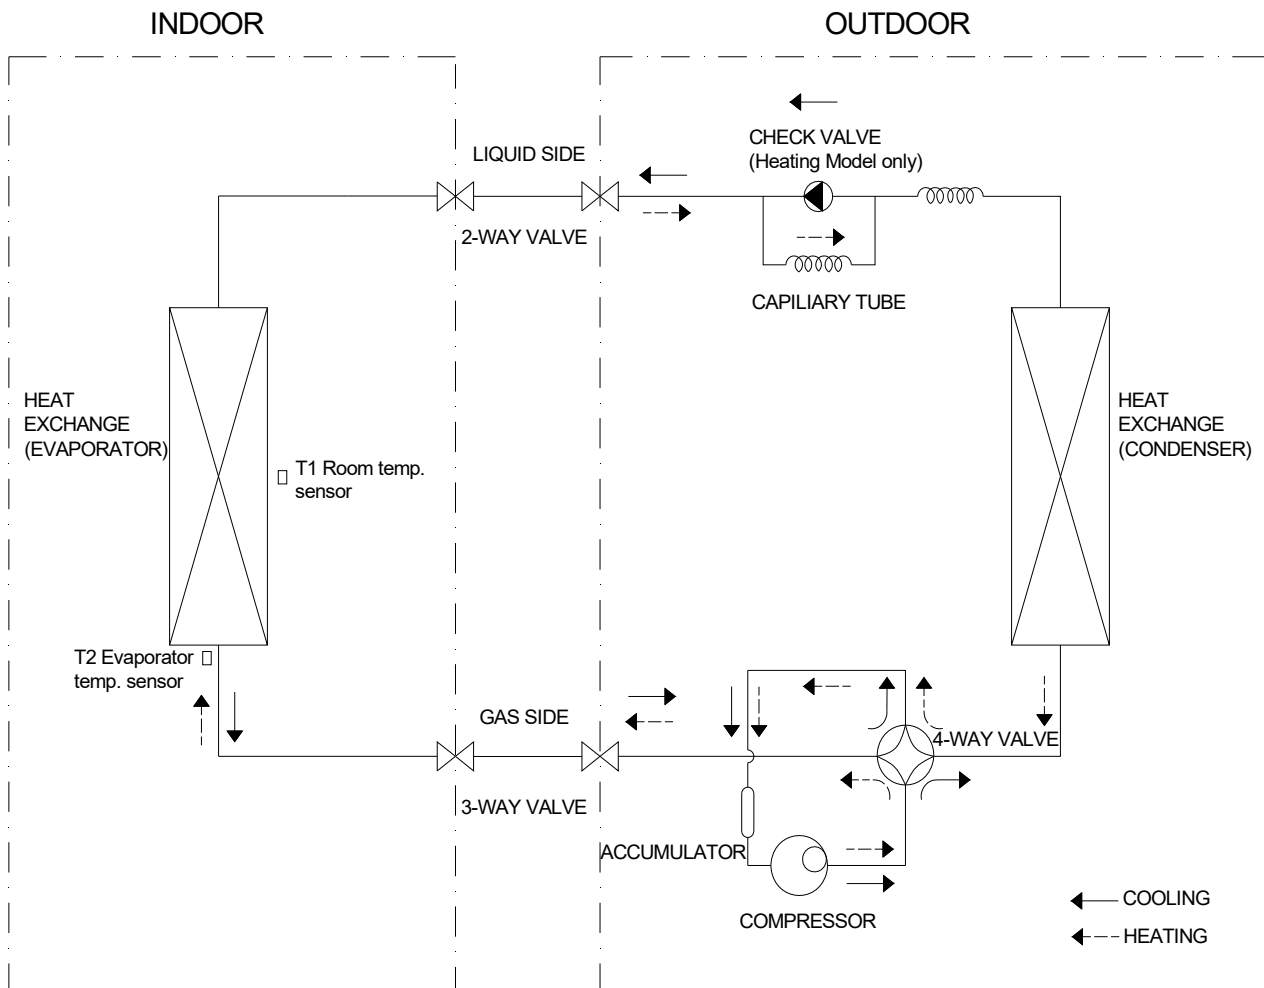 INDOOR
OUTDOOR
CHECK VALVE
(Heating Model only)
LIQUID SIDE
2-WAY VALVE
CAPILIARY TUBE
HEAT
EXCHANGE
(EVAPORATOR)
T1 Room temp.
sensor
HEAT
EXCHANGE
(CONDENSER)
T2 Evaporator
temp. sensor
GAS SIDE
4-WAY VALVE
3-WAY VALVE
ACCUMULATOR
COMPRESSOR
COOLING
HEATING